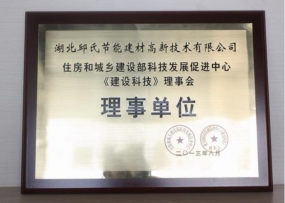 湖北邱氏节能建材高新技术有限公司
住房和城乡建设部科技发展促进中心
《建设科技》理事会
理事单位
二〇一三年六月